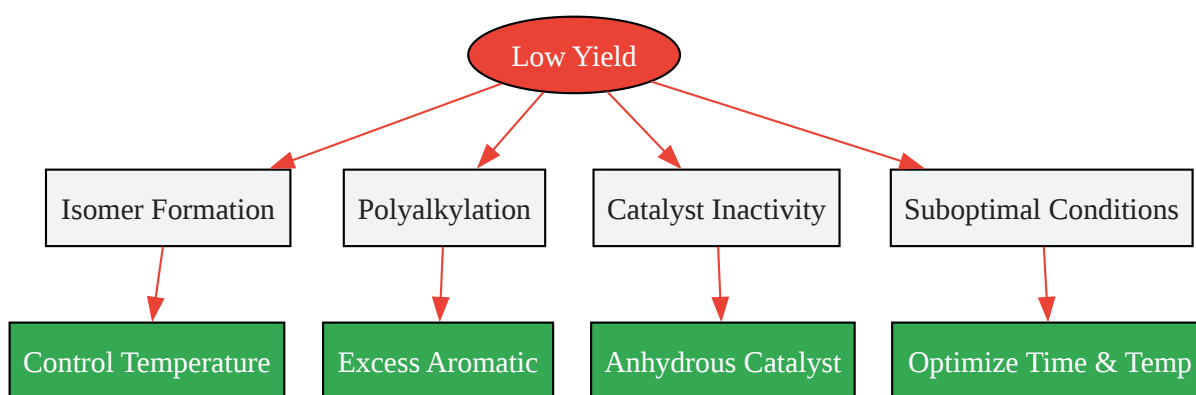 Low Yield
Isomer Formation
Polyalkylation
Catalyst Inactivity
Suboptimal Conditions
Control Temperature
Excess Aromatic
Anhydrous Catalyst
Optimize Time & Temp